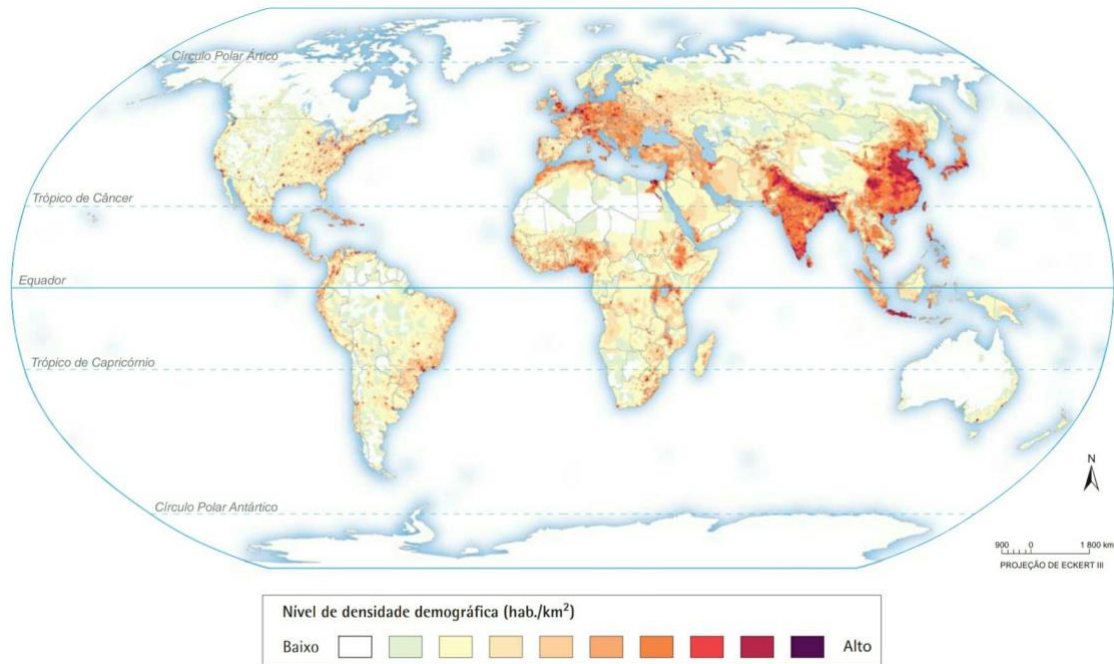 Círculo Polar Ártico
Trópico de Câncer
Equador
Trópico de Capricórnio
Círculo Polar Antártico
N
900 0 1 800 km
PROJEÇÃO DE ECKERT III
Nível de densidade demográfica (hab./km²)
Baixo Alto